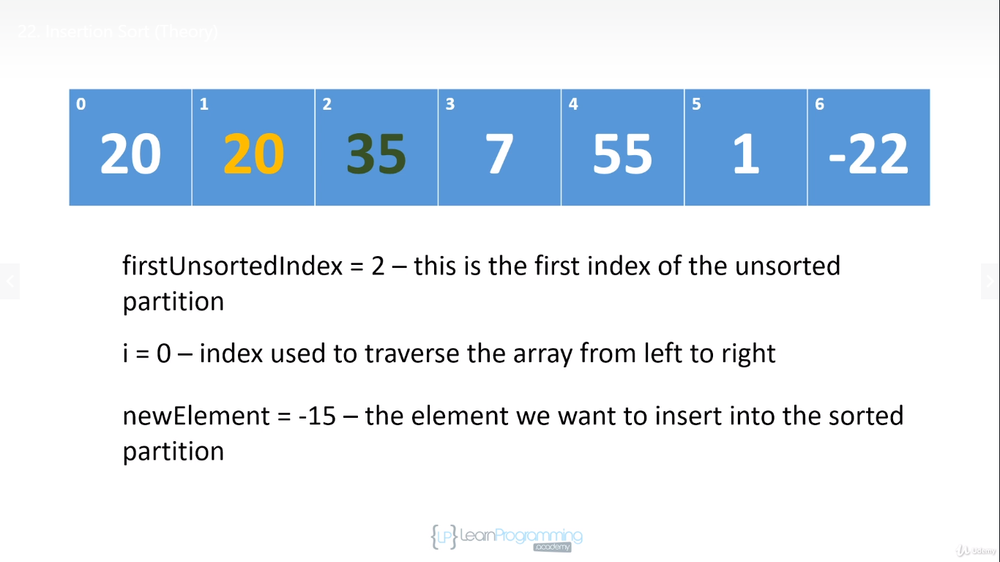 22. Insertion Sort (Theory)
0 1 2 3 4 5 6
20 20 35 7 55 1 -22
firstUnsortedIndex = 2 – this is the first index of the unsorted
partition
i = 0 – index used to traverse the array from left to right
newElement = -15 – the element we want to insert into the sorted
partition
{LP} LearnProgramming
.academy
Udemy